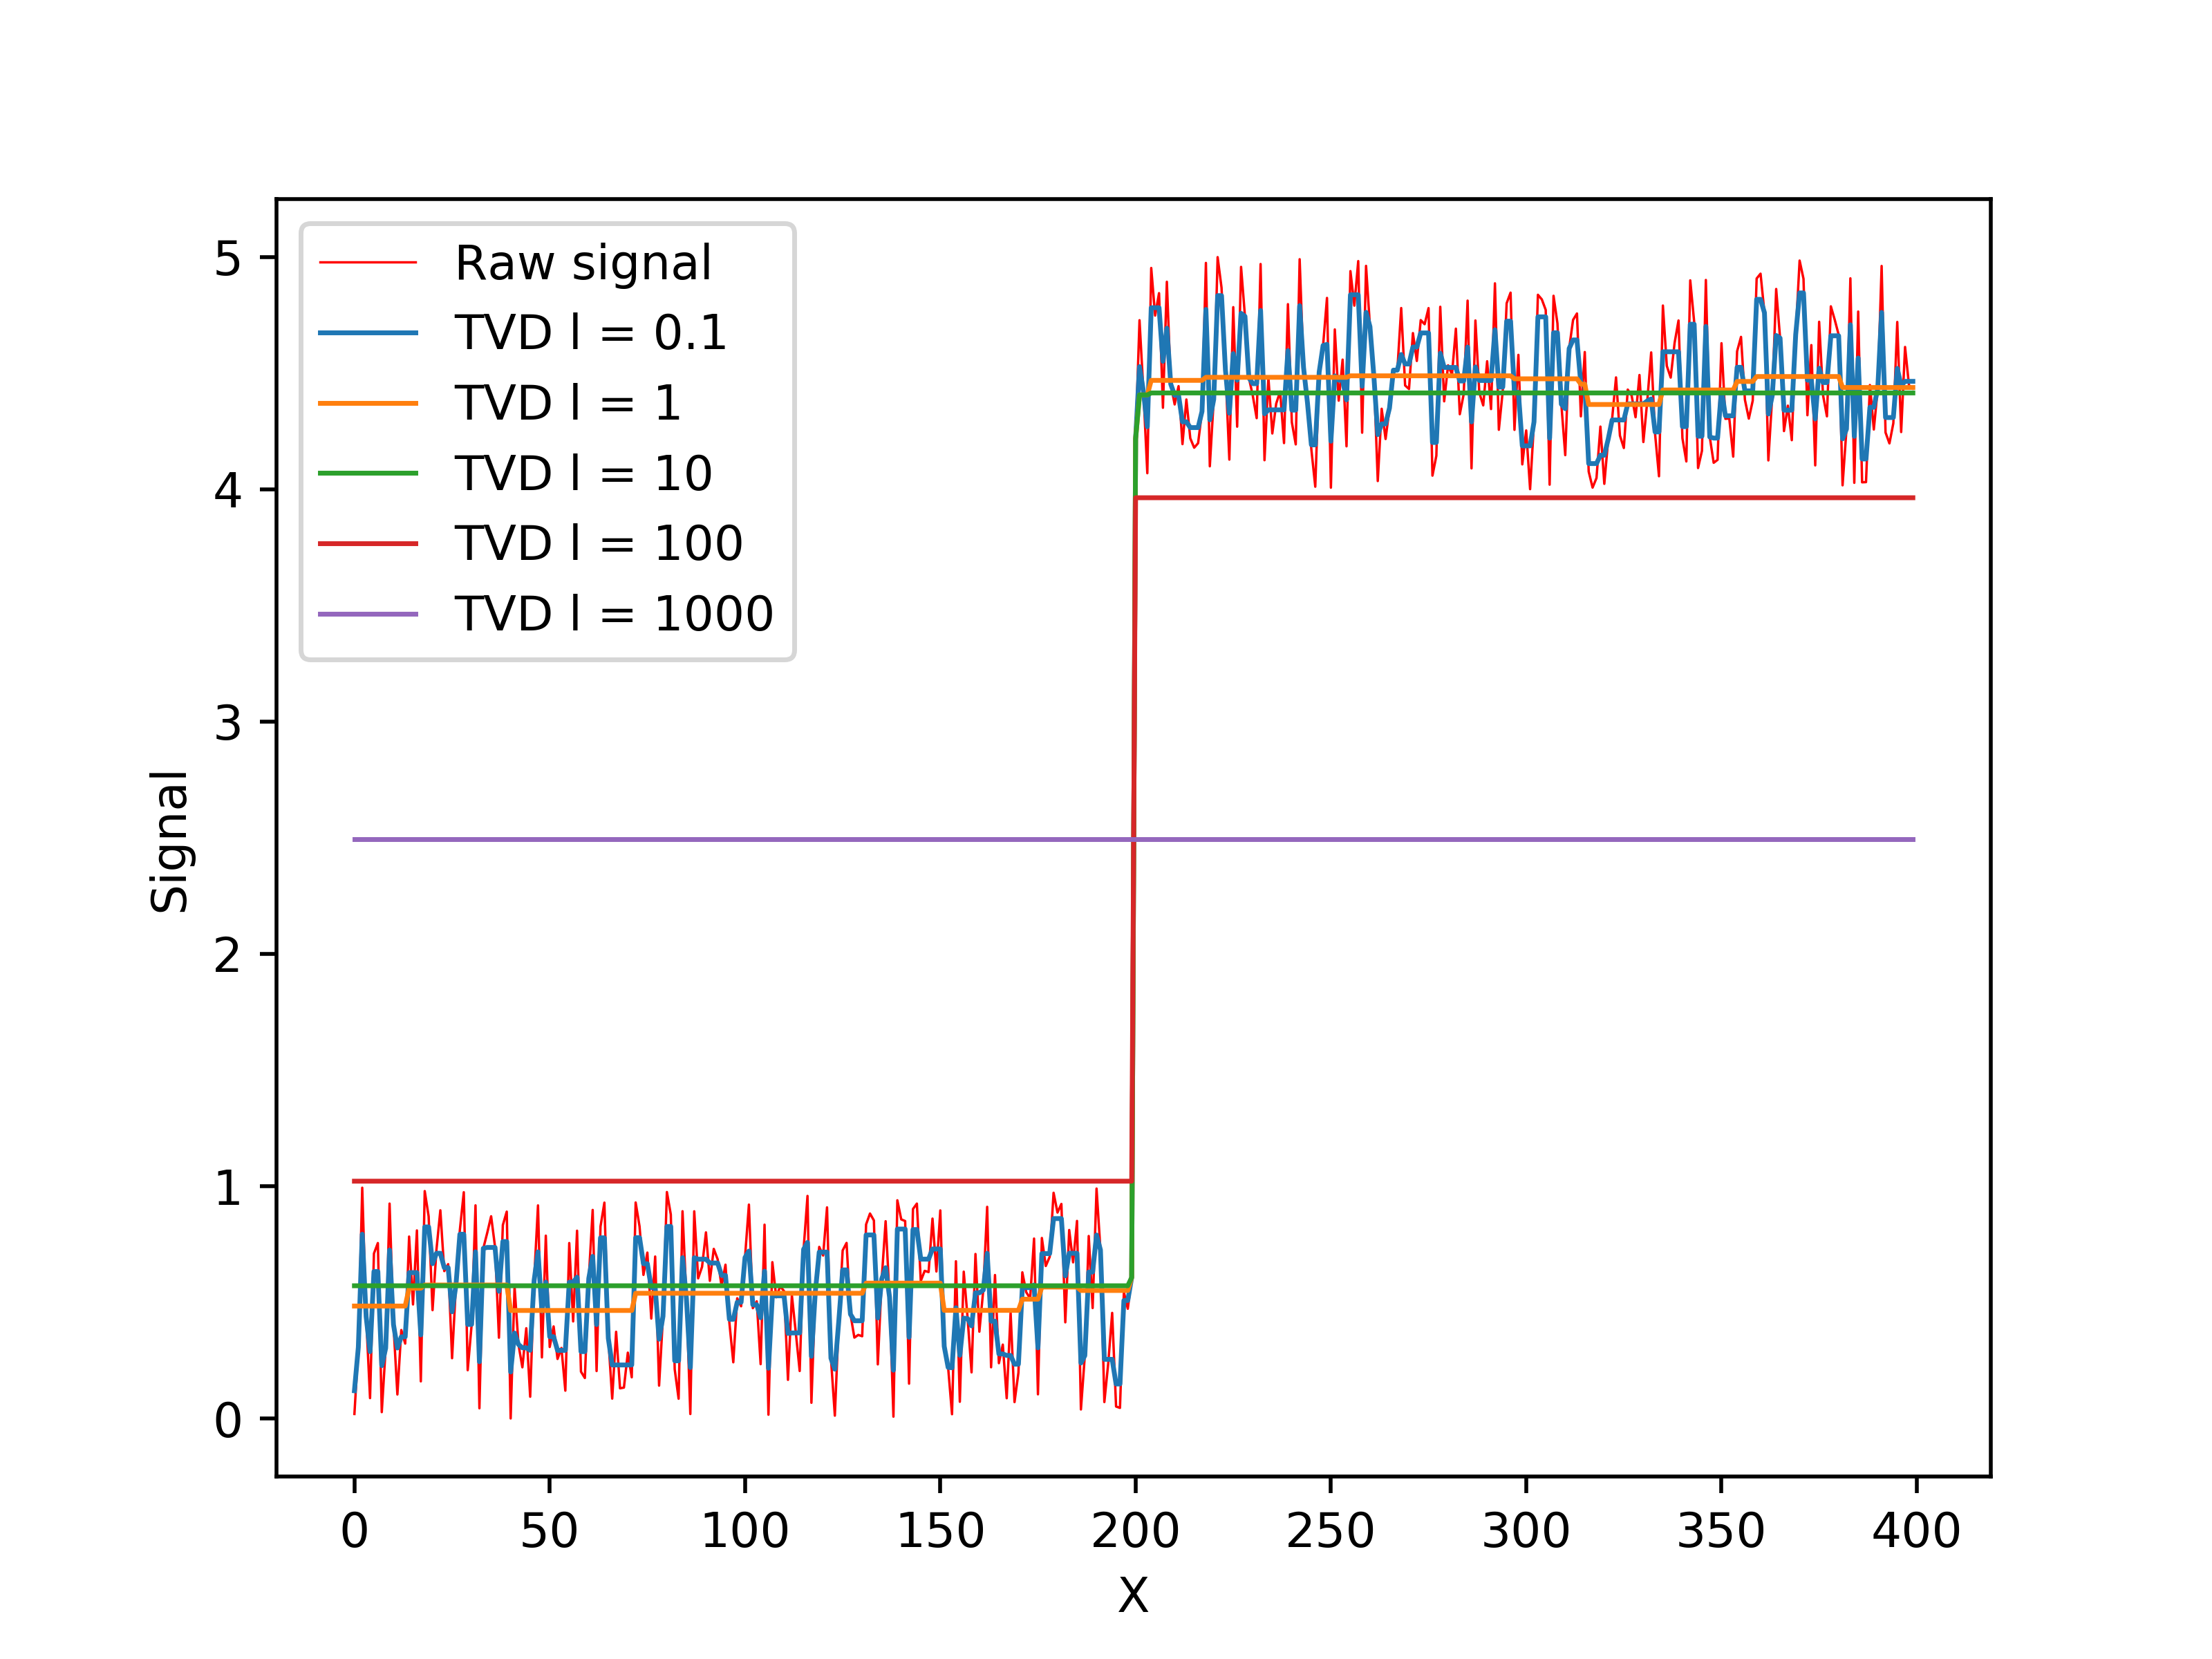 Raw signal
TVD l = 0.1
TVD l = 1
TVD l = 10
TVD l = 100
TVD l = 1000
5
4
3
2
1
0
Signal
0 50 100 150 200 250 300 350 400
X